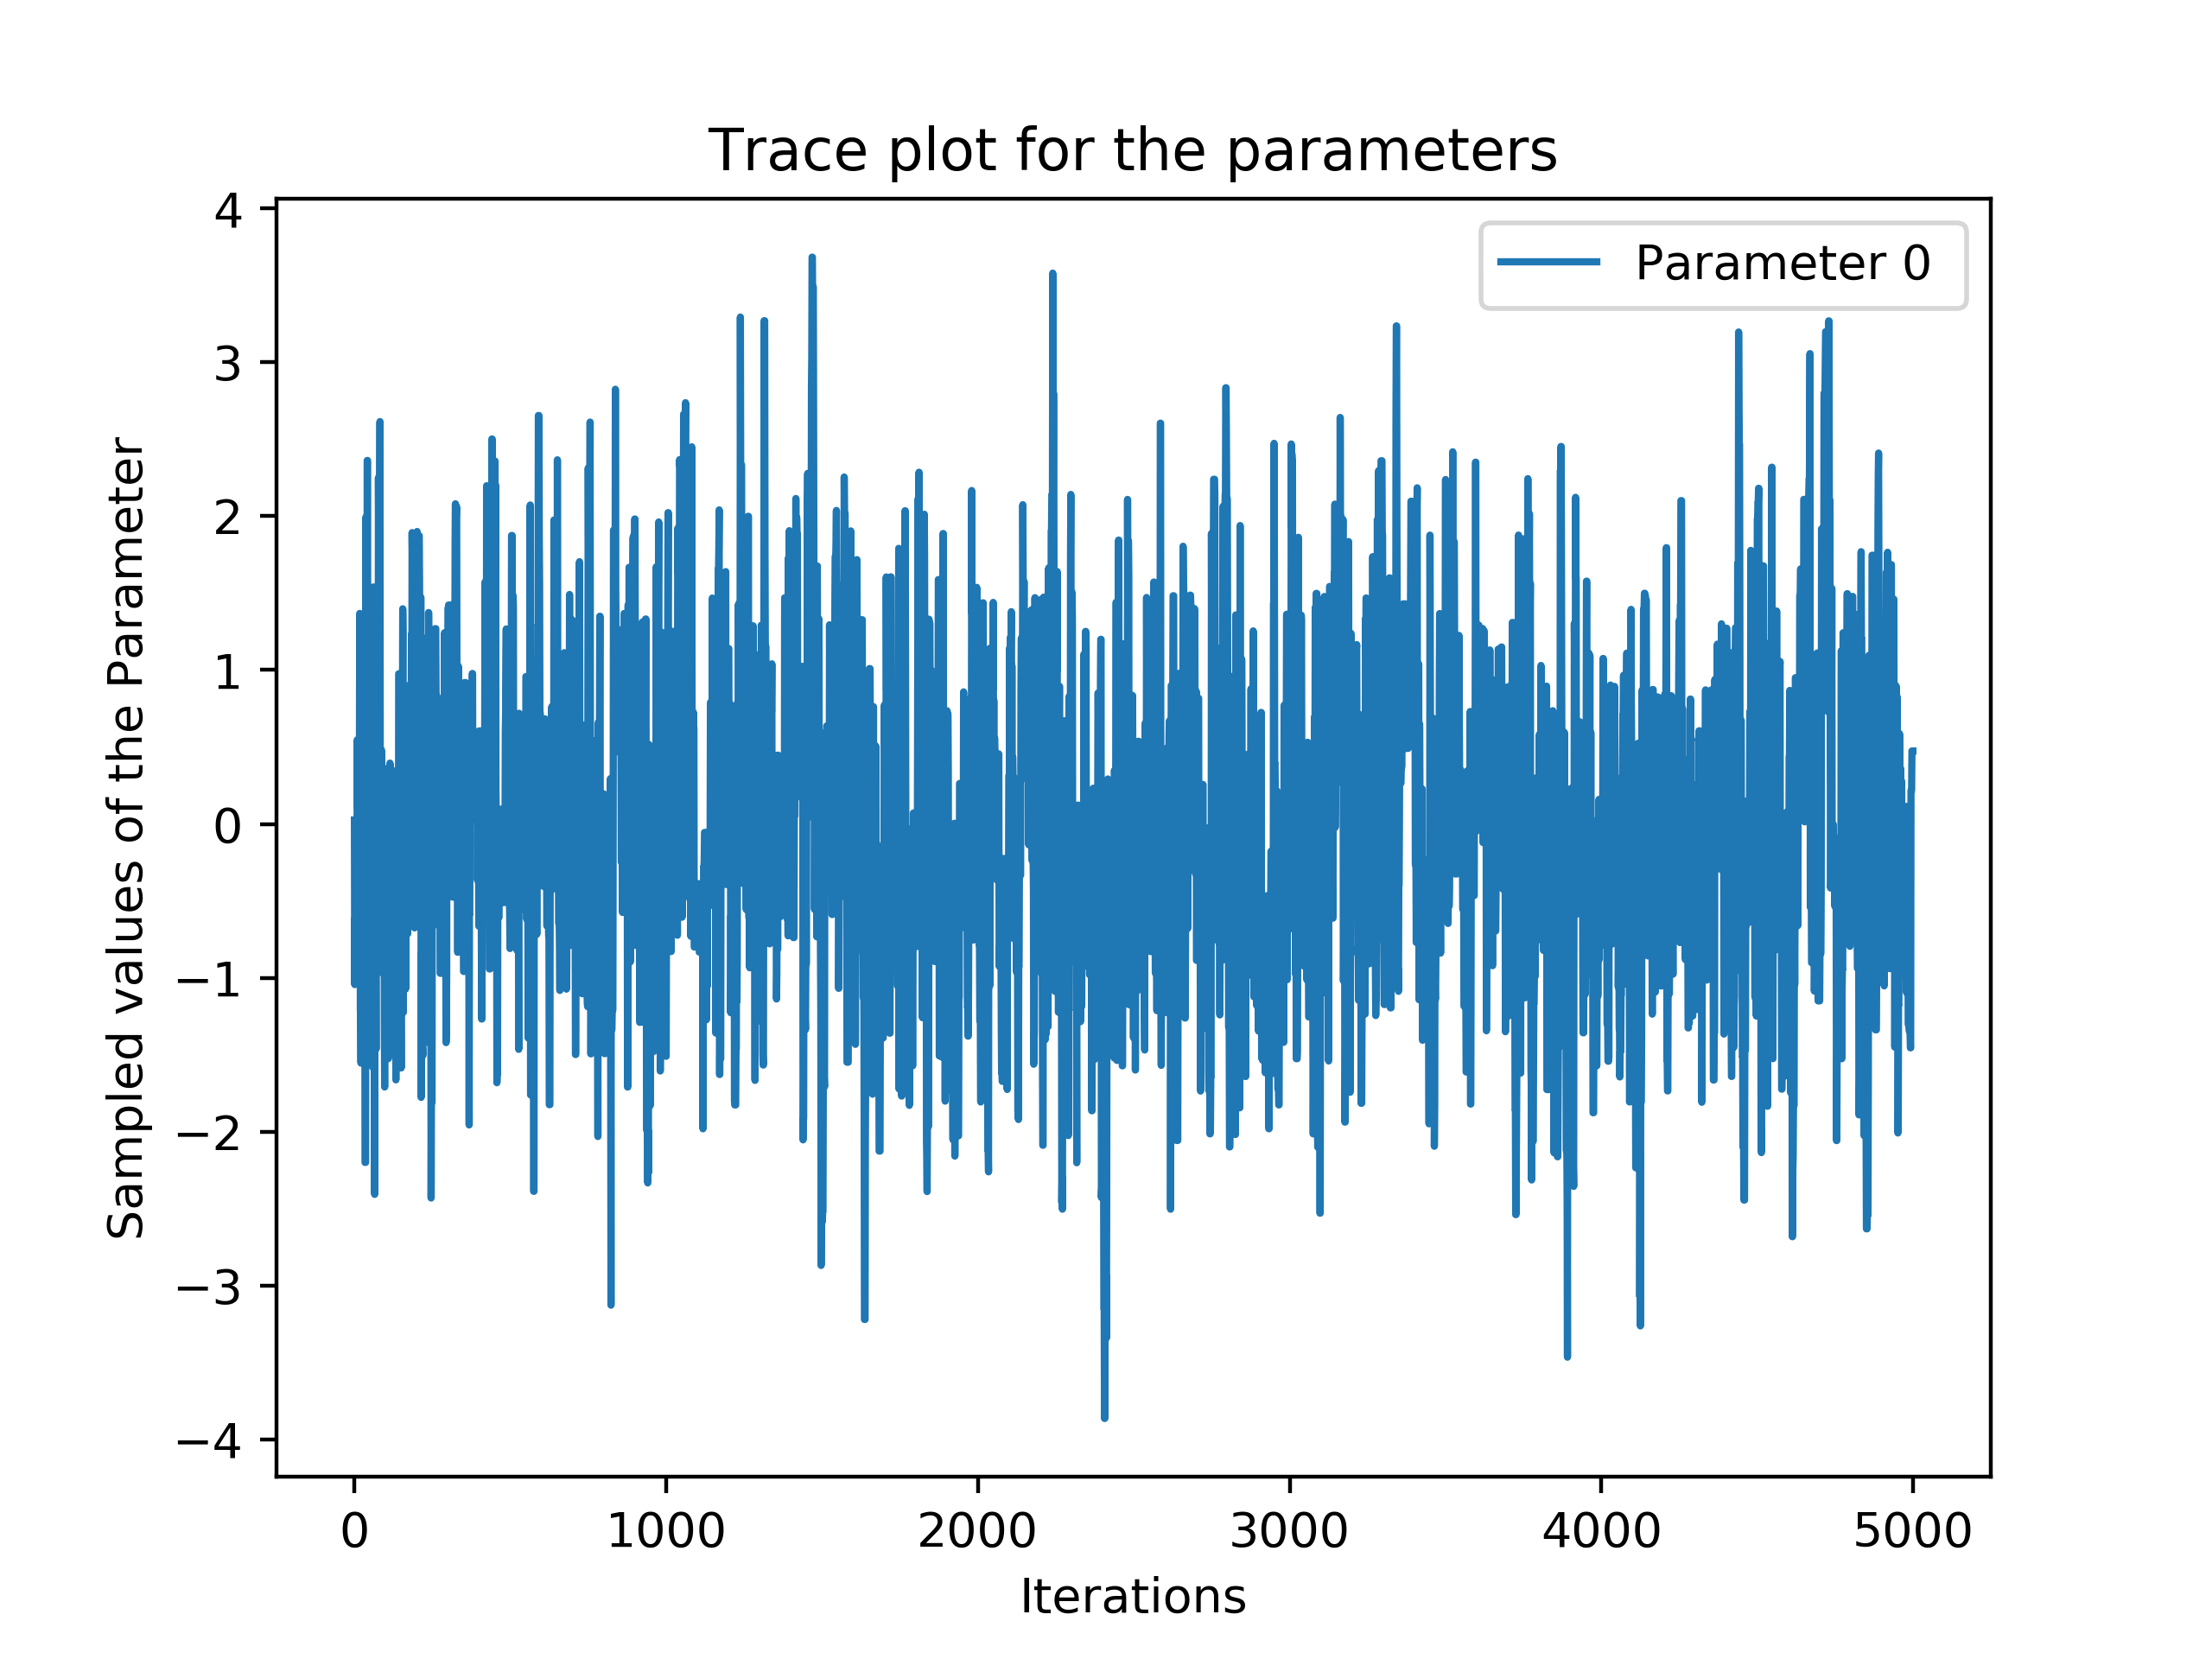 Trace plot for the parameters
Parameter 0
Sampled values of the Parameter
4
3
2
1
0
−1
−2
−3
−4
0 1000 2000 3000 4000 5000
Iterations